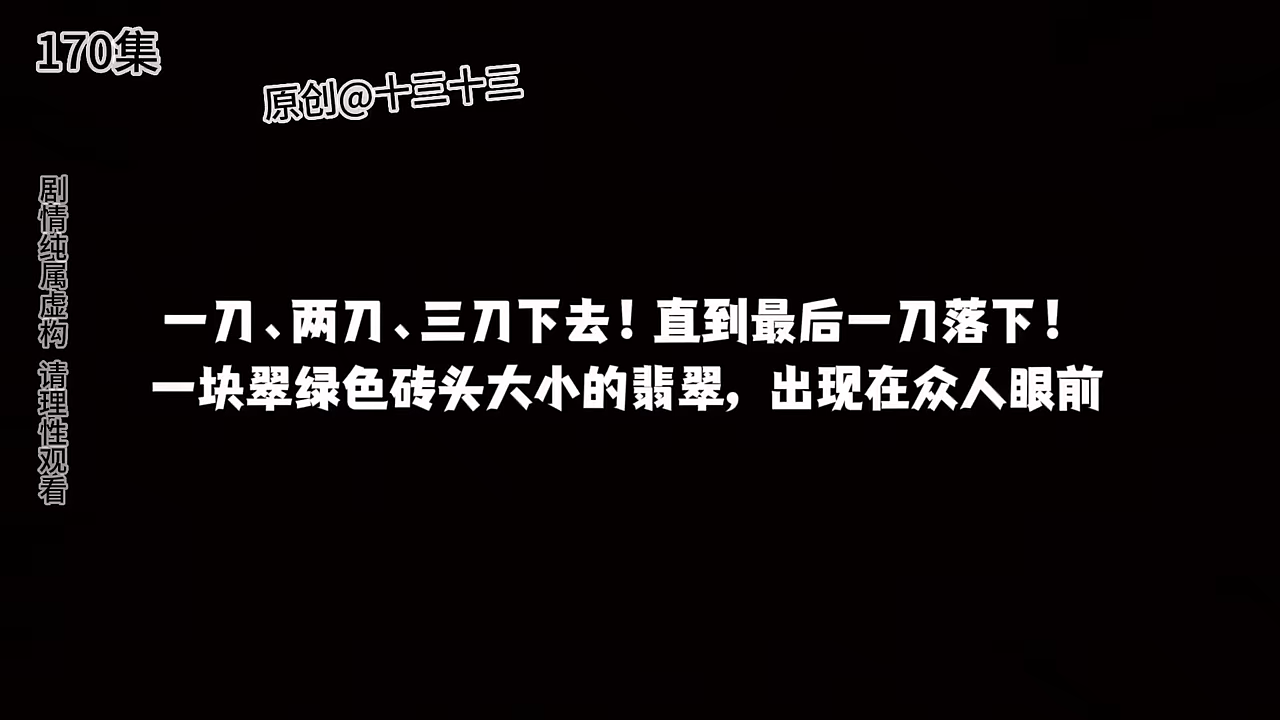 170集
原创@十三十三
剧情纯属虚构 请理性观看
一刀、两刀、三刀下去！直到最后一刀落下！
一块翠绿色砖头大小的翡翠，出现在众人眼前